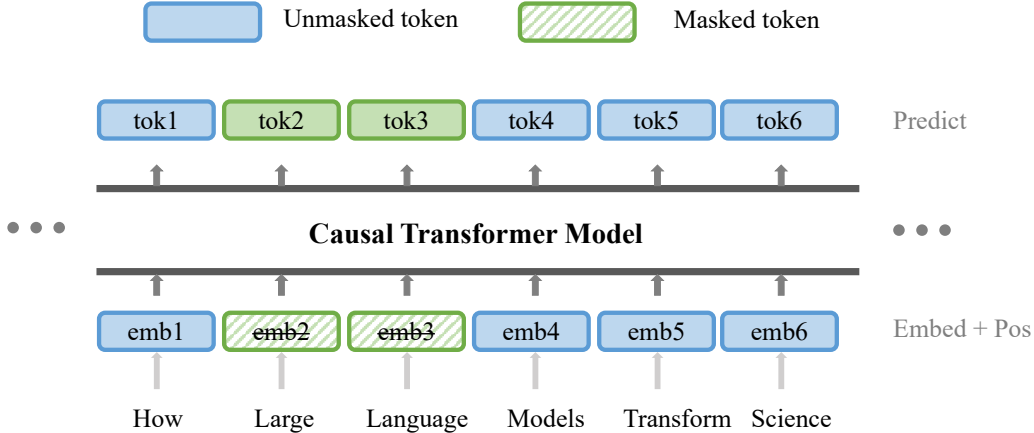 Unmasked token Masked token
tok1 tok2 tok3 tok4 tok5 tok6 Predict
Causal Transformer Model
emb1 emb2 emb3 emb4 emb5 emb6 Embed + Pos
How Large Language Models Transform Science